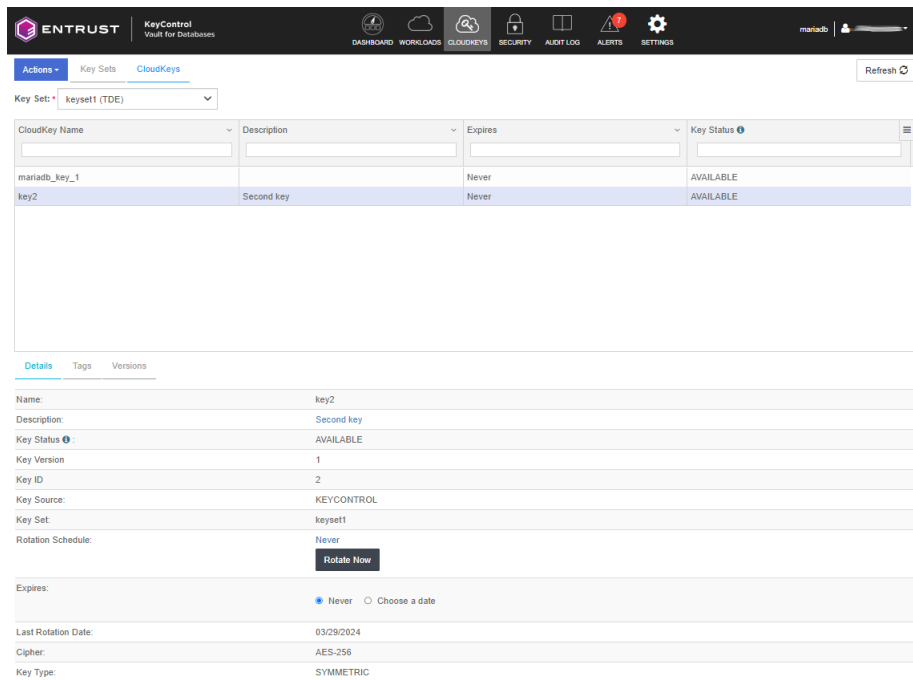 ENTRUST
KeyControl
Vault for Databases
DASHBOARD WORKLOADS CLOUDKEYS SECURITY AUDIT LOG ALERTS SETTINGS
7
mariadb
Actions Key Sets CloudKeys
Refresh
Key Set: * keyset1 (TDE)
CloudKey Name Description Expires Key Status
mariadb_key_1 Never AVAILABLE
key2 Second key Never AVAILABLE
Details Tags Versions
Name: key2
Description: Second key
Key Status : AVAILABLE
Key Version 1
Key ID 2
Key Source: KEYCONTROL
Key Set: keyset1
Rotation Schedule: Never
Rotate Now
Expires: Never Choose a date
Last Rotation Date: 03/29/2024
Cipher: AES-256
Key Type: SYMMETRIC